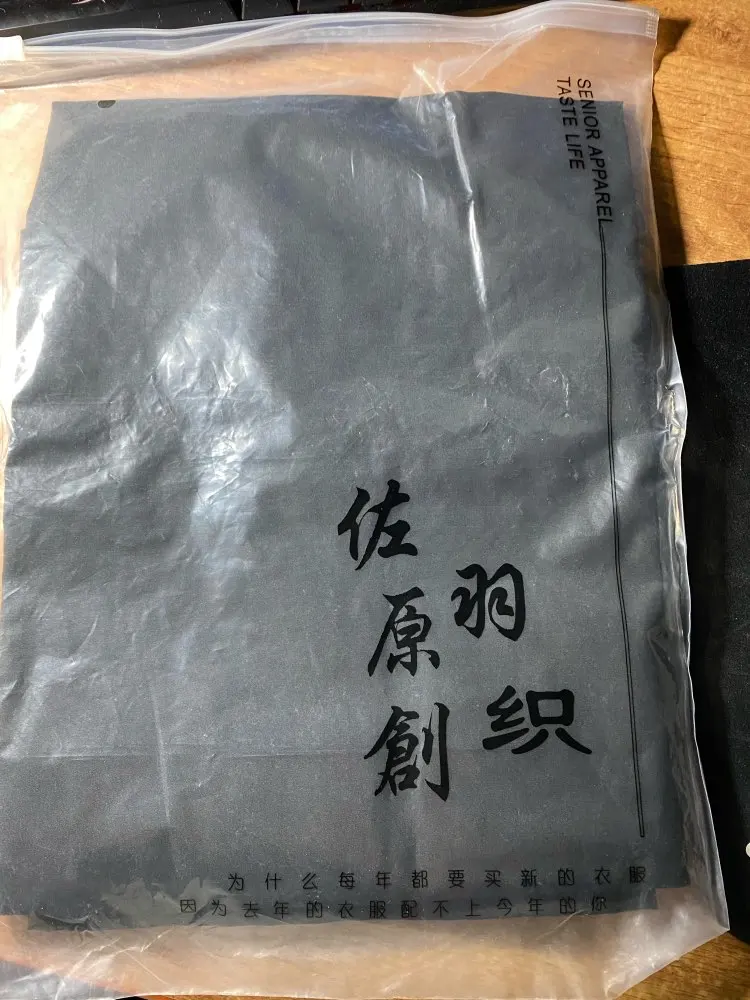 SENIOR APPAREL
TASTE LIFE
羽织
佐原創
为什么每年都要买新的衣服
因为去年的衣服配不上今年的你